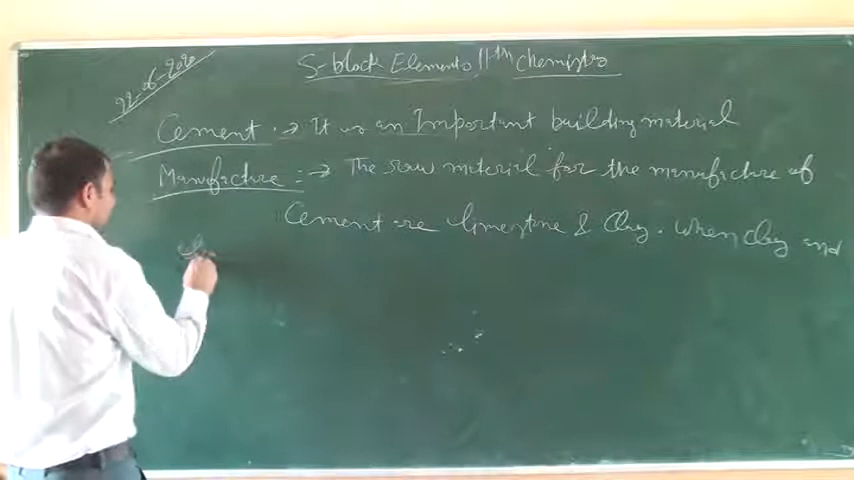 22-06-2020
S-block Elements 11th Chemistry
Cement :→ It is an Important building material
Manufacture :→ The raw material for the manufacture of
Cement are limestone & Clay. When Clay and